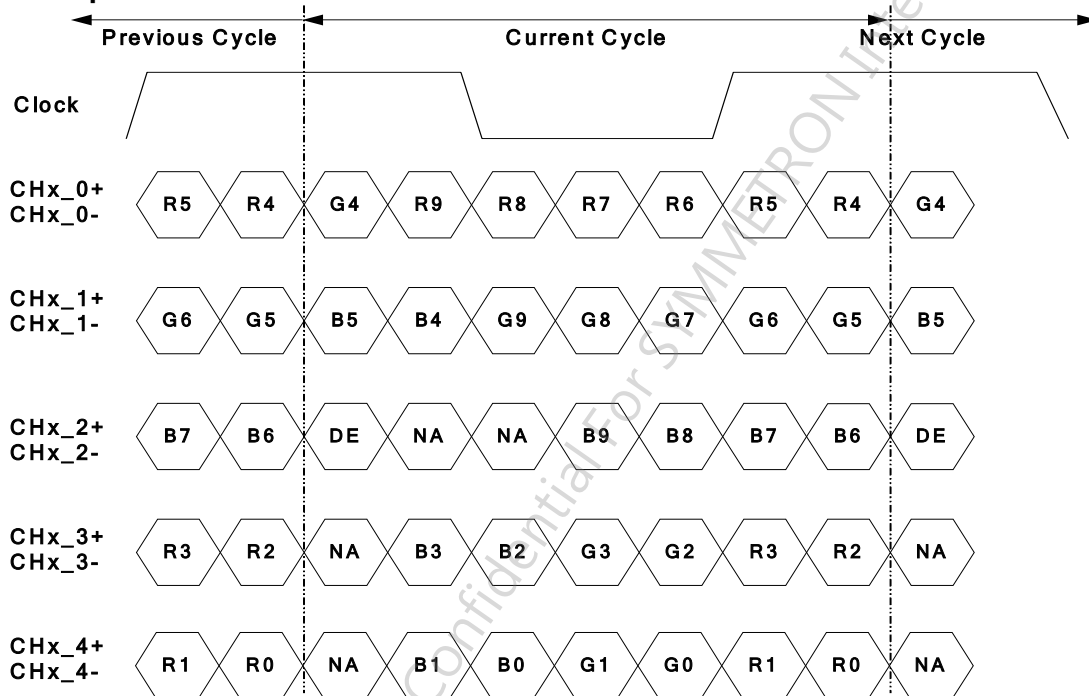 Previous Cycle Current Cycle Next Cycle
Clock
CHx_0+
CHx_0-
R5 R4 G4 R9 R8 R7 R6 R5 R4 G4
CHx_1+
CHx_1-
G6 G5 B5 B4 G9 G8 G7 G6 G5 B5
CHx_2+
CHx_2-
B7 B6 DE NA NA B9 B8 B7 B6 DE
CHx_3+
CHx_3-
R3 R2 NA B3 B2 G3 G2 R3 R2 NA
CHx_4+
CHx_4-
R1 R0 NA B1 B0 G1 G0 R1 R0 NA
Confidential For SYMMETRON